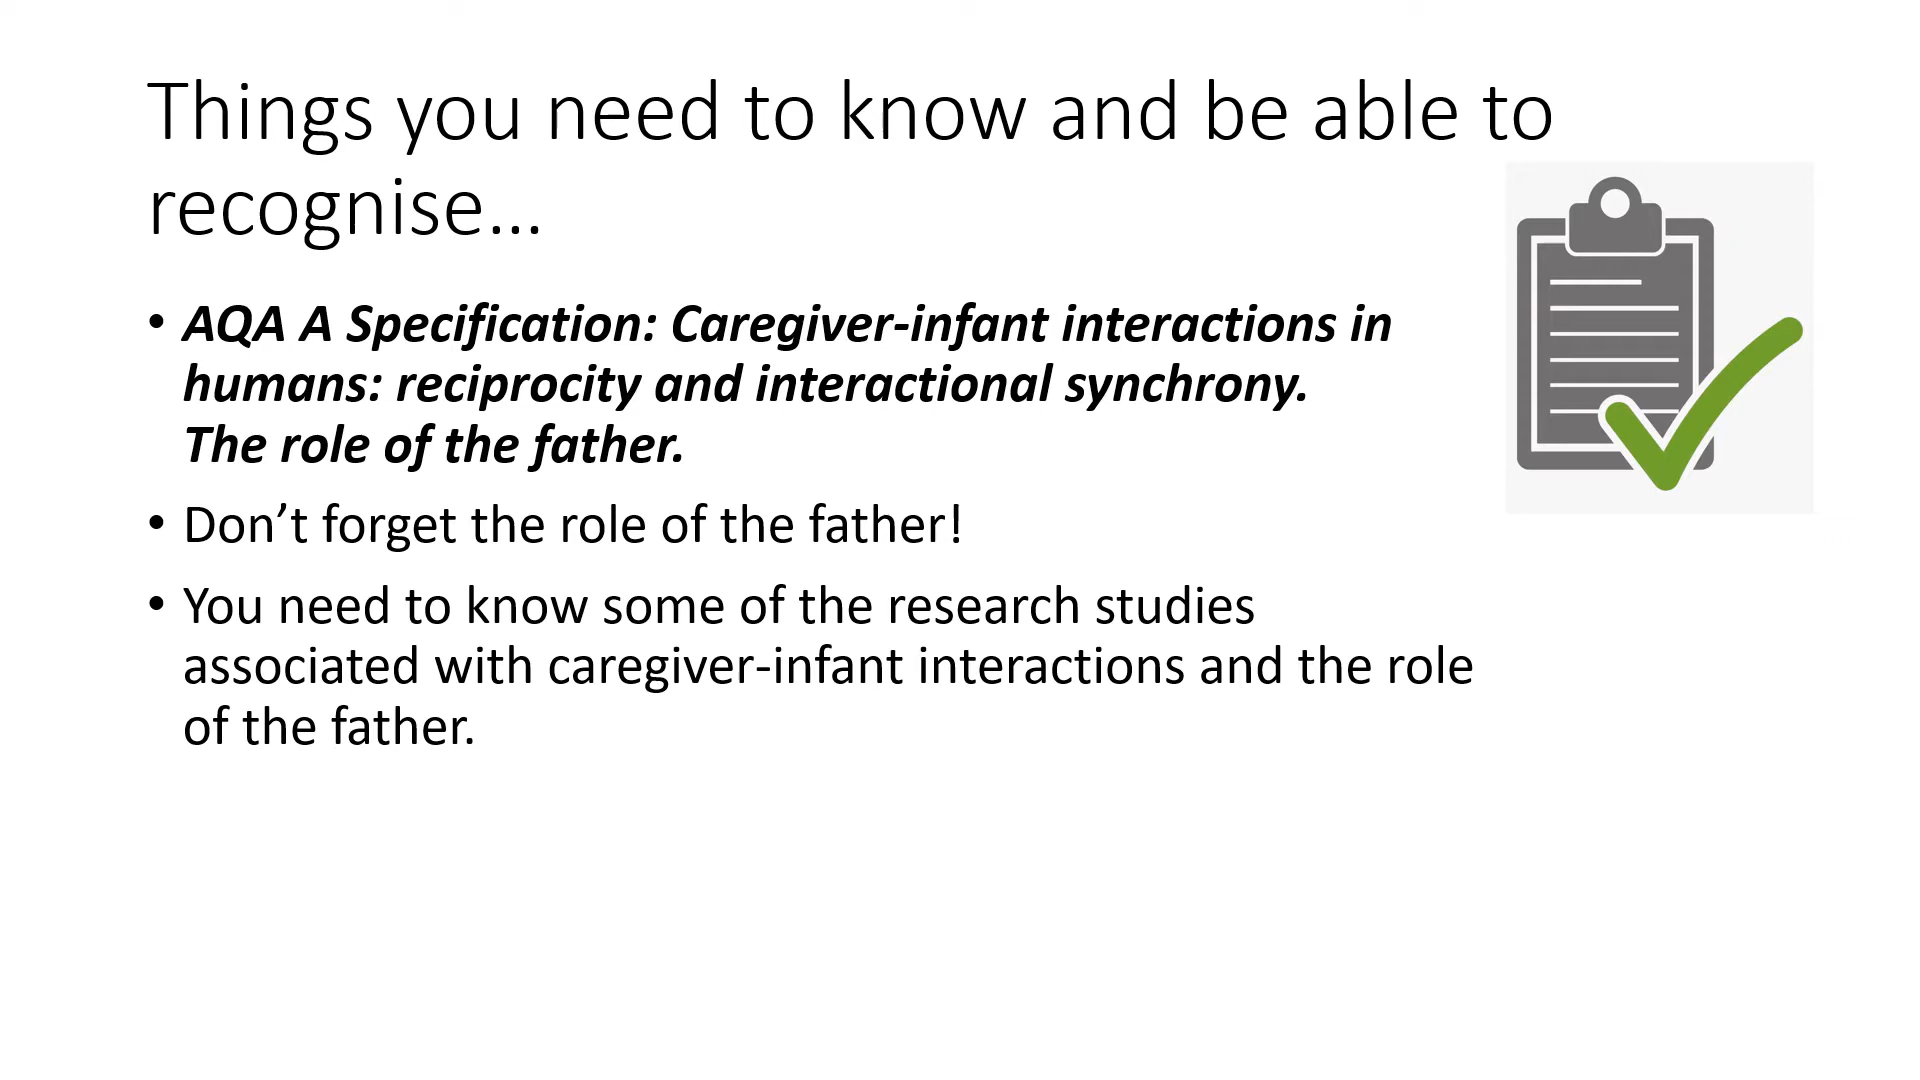 Things you need to know and be able to
recognise...
• AQA A Specification: Caregiver-infant interactions in
humans: reciprocity and interactional synchrony.
The role of the father.
• Don’t forget the role of the father!
• You need to know some of the research studies
associated with caregiver-infant interactions and the role
of the father.